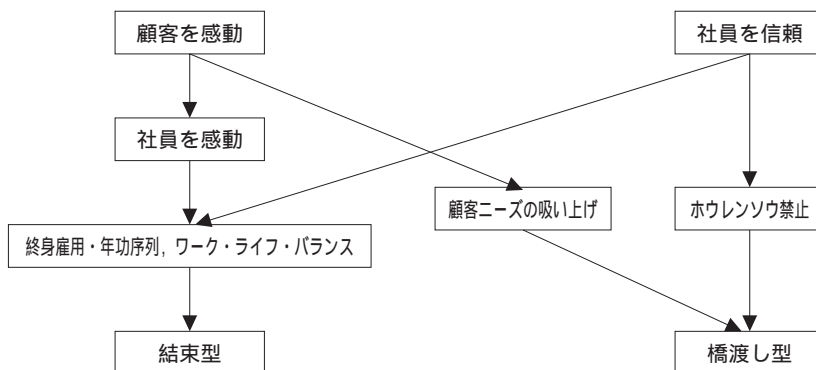 顧客を感動
社員を信頼
社員を感動
顧客ニーズの吸い上げ
ホウレンソウ禁止
終身雇用・年功序列，ワーク・ライフ・バランス
結束型
橋渡し型